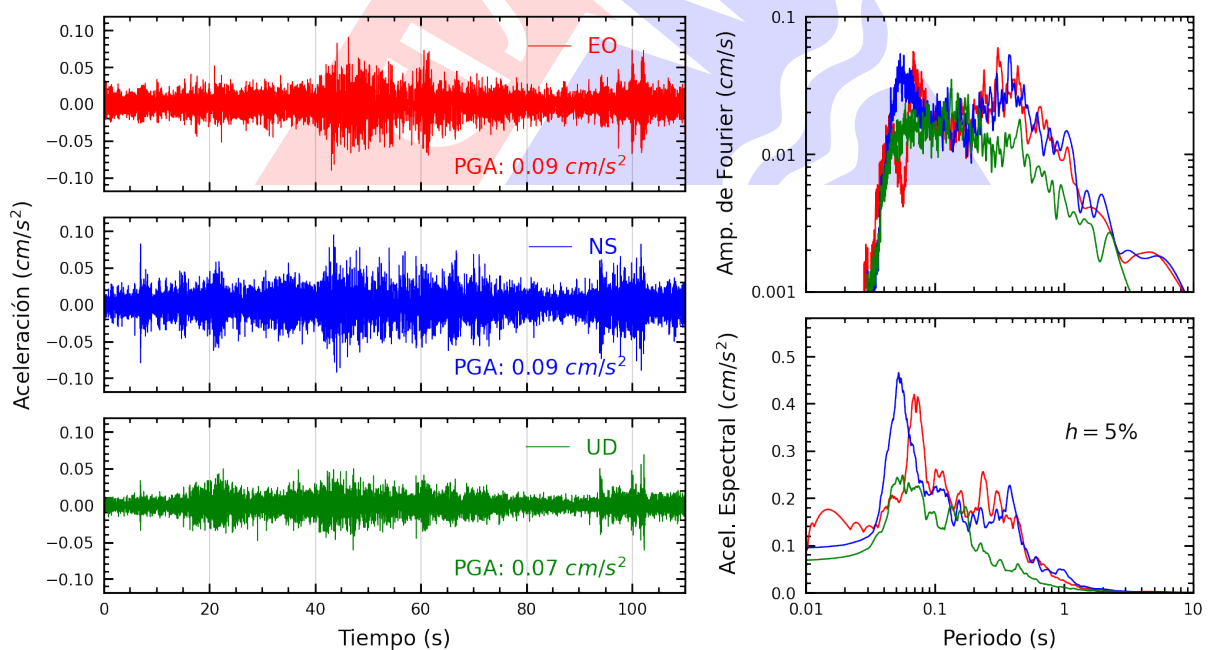 Aceleración (cm/s²)
0.10
0.05
0.00
−0.05
−0.10
EO
PGA: 0.09 cm/s²
0.10
0.05
0.00
−0.05
−0.10
NS
PGA: 0.09 cm/s²
0.10
0.05
0.00
−0.05
−0.10
UD
PGA: 0.07 cm/s²
0 20 40 60 80 100
Tiempo (s)
Amp. de Fourier (cm/s)
0.1
0.01
0.001
Acel. Espectral (cm/s²)
0.5
0.4
0.3
0.2
0.1
0.0
h = 5%
0.01 0.1 1 10
Periodo (s)